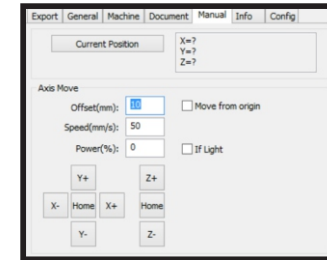 Export General Machine Document Manual Info Config
Current Position
X=?
Y=?
Z=?
Axis Move
Offset(mm): 10
Move from origin
Speed(mm/s): 50
Power(%): 0
If Light
Y+ Z+
X- Home X+ Home
Y- Z-